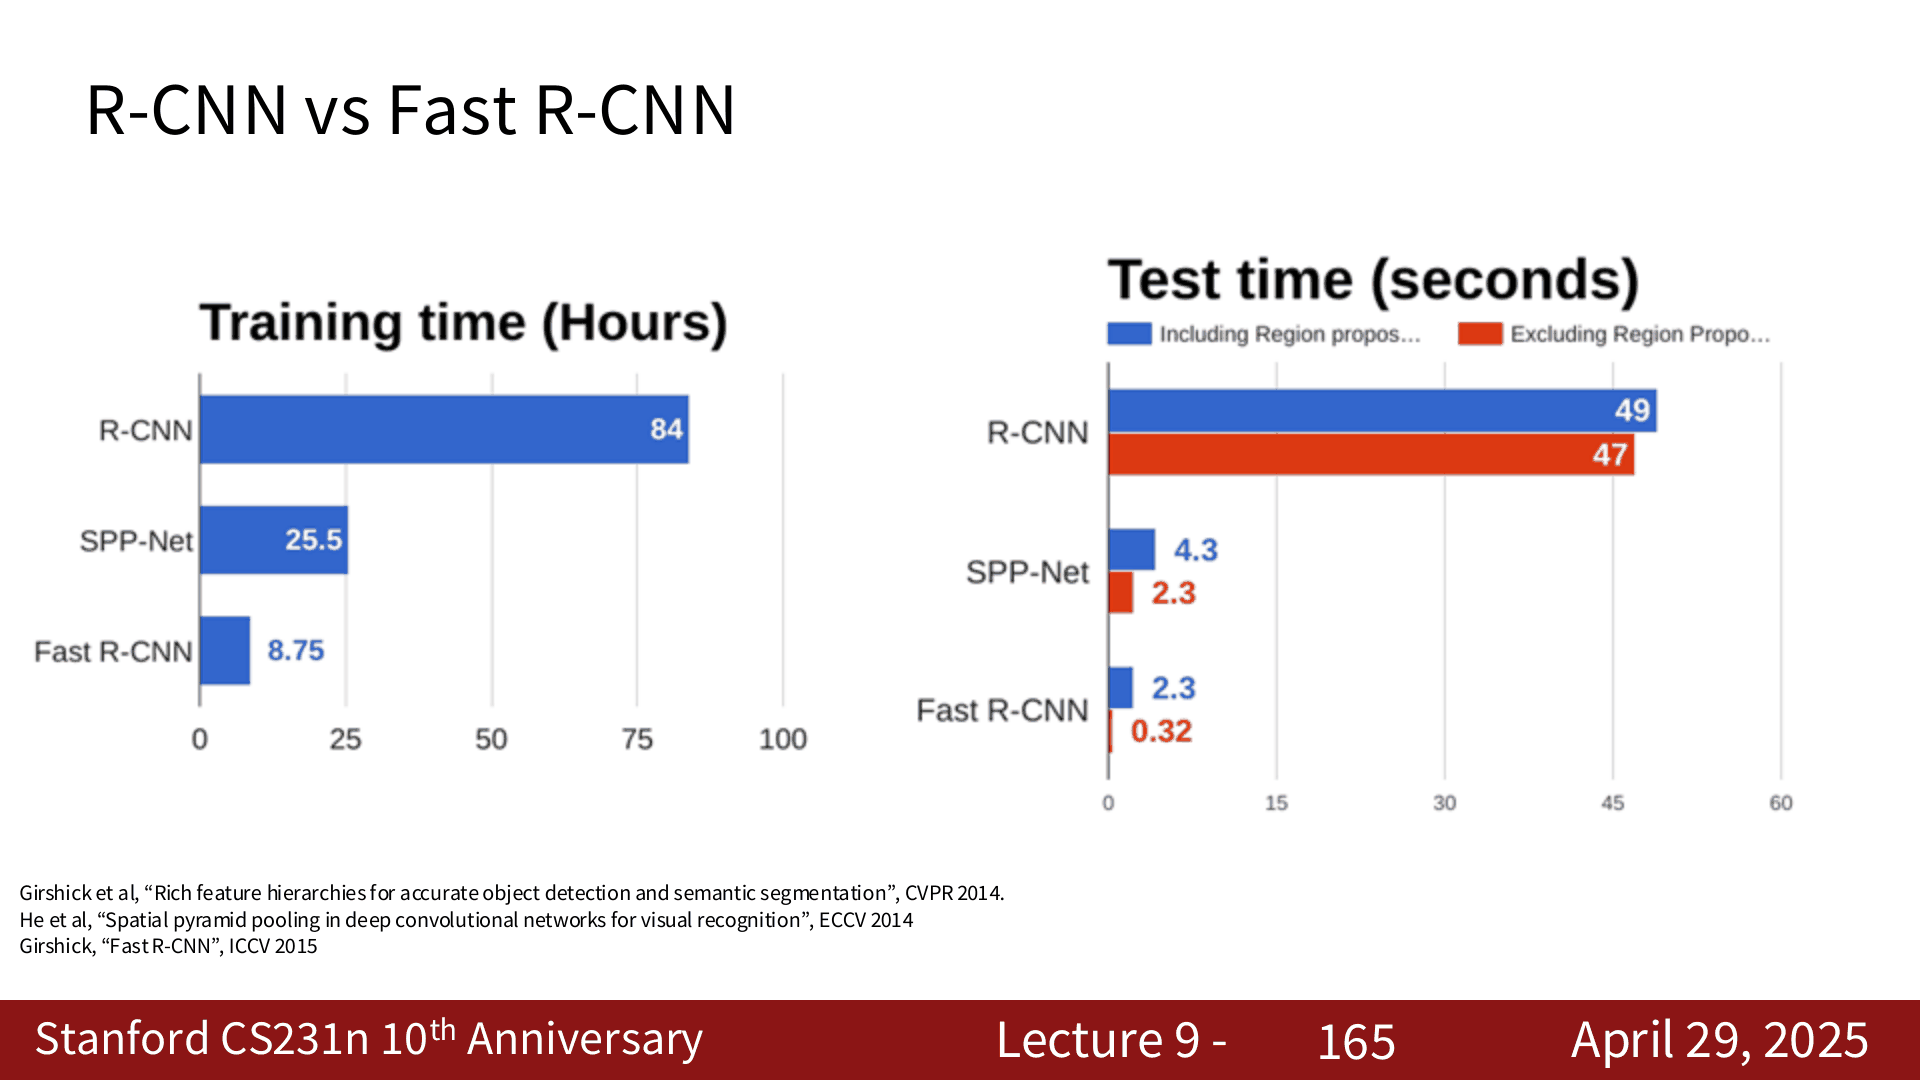 R-CNN vs Fast R-CNN
Training time (Hours)
R-CNN
84
SPP-Net
25.5
Fast R-CNN
8.75
0 25 50 75 100
Test time (seconds)
Including Region propos... Excluding Region Propo...
R-CNN
49
47
SPP-Net
4.3
2.3
Fast R-CNN
2.3
0.32
0 15 30 45 60
Girshick et al, “Rich feature hierarchies for accurate object detection and semantic segmentation”, CVPR 2014.
He et al, “Spatial pyramid pooling in deep convolutional networks for visual recognition”, ECCV 2014
Girshick, “Fast R-CNN”, ICCV 2015
Stanford CS231n 10th Anniversary Lecture 9 - 165 April 29, 2025